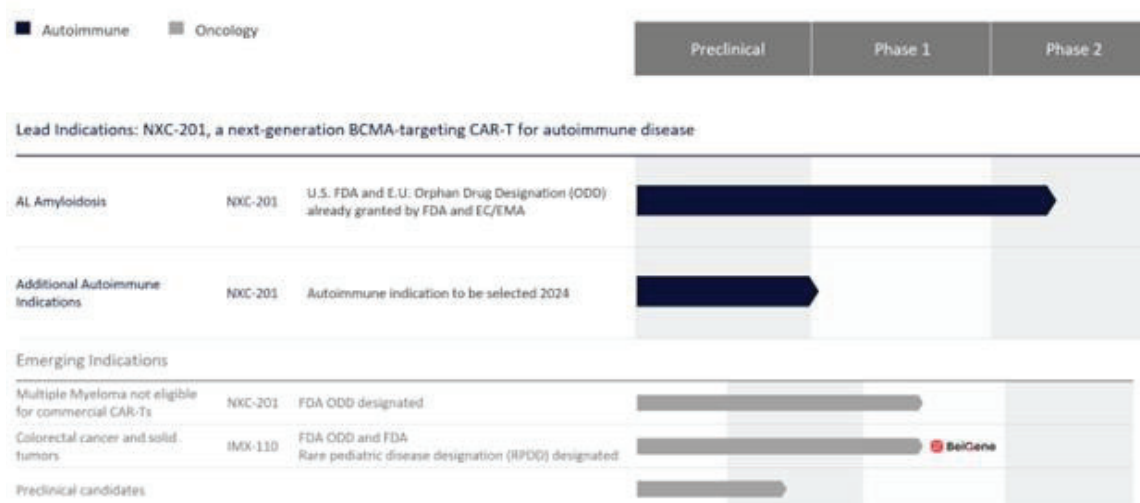 Autoimmune
Oncology
Preclinical
Phase 1
Phase 2
Lead Indications: NXC-201, a next-generation BCMA-targeting CAR-T for autoimmune disease
AL Amyloidosis
NXC-201
U.S. FDA and E.U. Orphan Drug Designation (ODD)
already granted by FDA and EC/EMA
Additional Autoimmune
Indications
NXC-201
Autoimmune indication to be selected 2024
Emerging Indications
Multiple Myeloma not eligible
for commercial CAR-Ts
NXC-201
FDA ODD designated
Colorectal cancer and solid
tumors
IMX-110
FDA ODD and FDA
Rare pediatric disease designation (RPDD) designated
BeiGene
Preclinical candidates